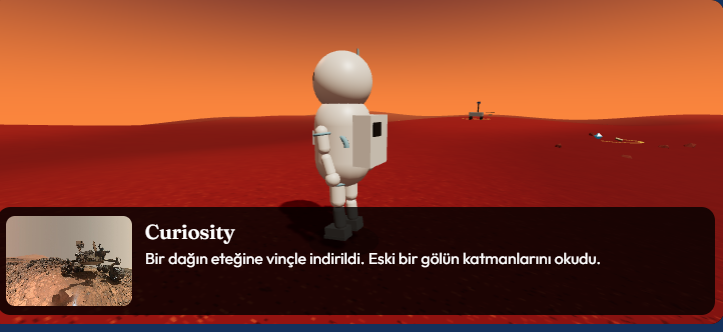 Curiosity
Bir dağın eteğine vinçle indirildi. Eski bir gölün katmanlarını okudu.